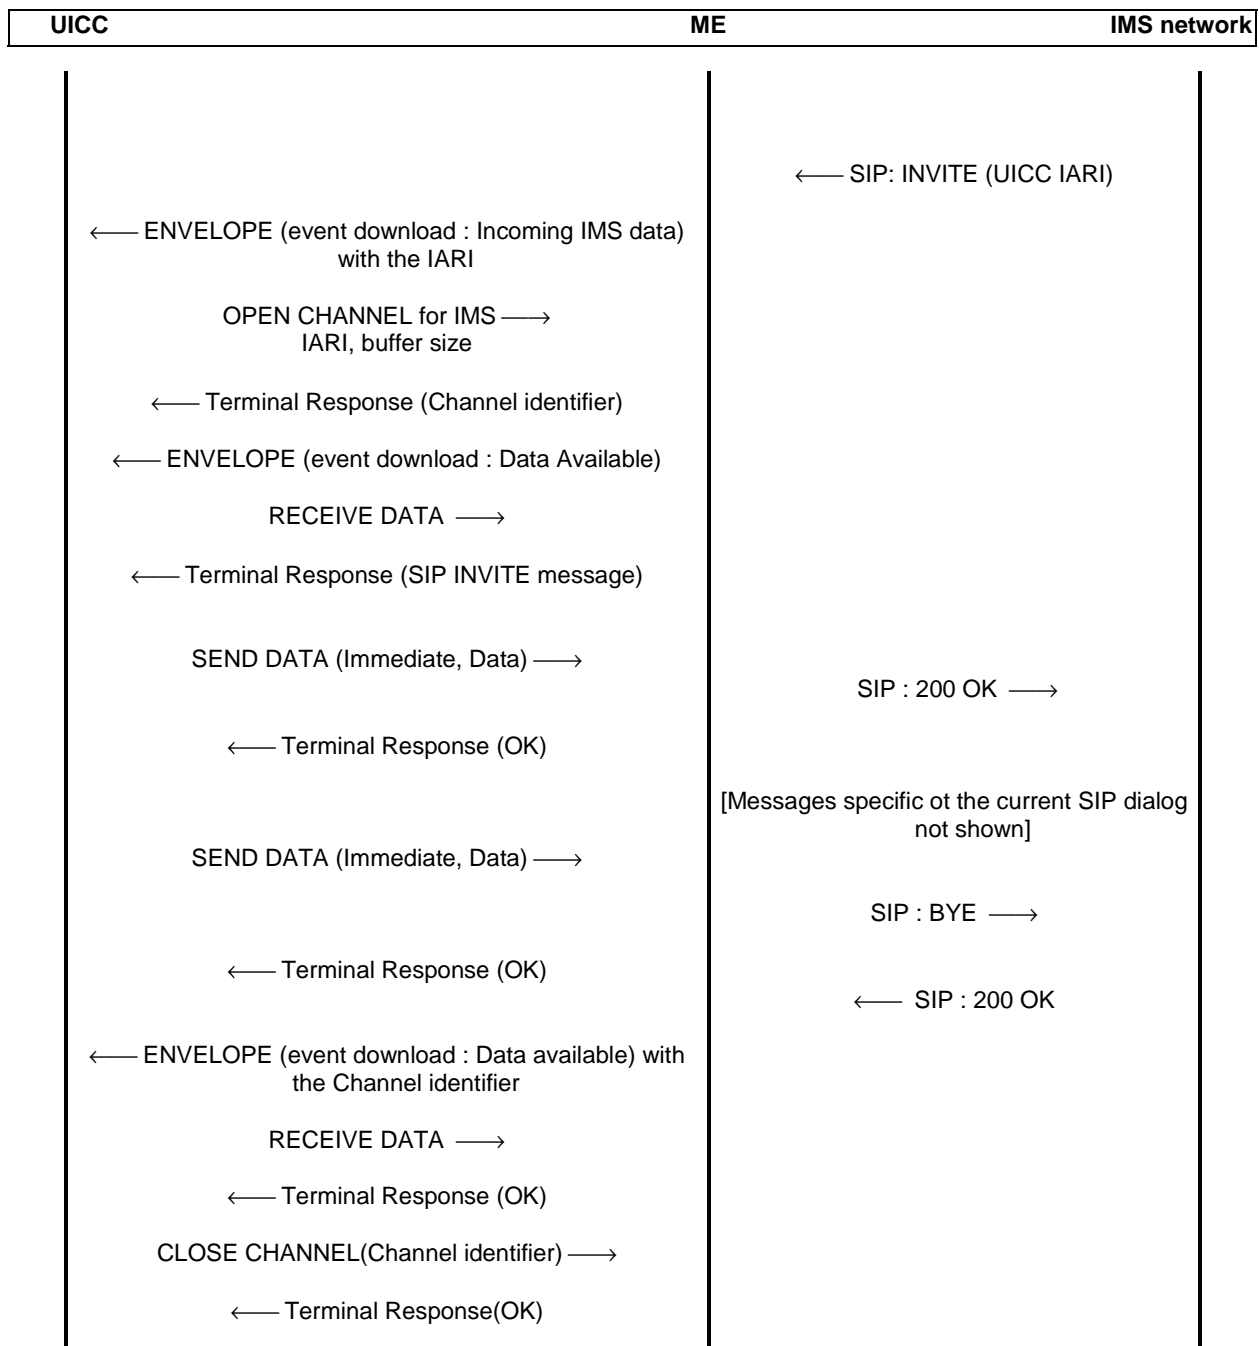 UICC ME IMS network
← SIP: INVITE (UICC IARI)
← ENVELOPE (event download : Incoming IMS data)
with the IARI
OPEN CHANNEL for IMS →
IARI, buffer size
← Terminal Response (Channel identifier)
← ENVELOPE (event download : Data Available)
RECEIVE DATA →
← Terminal Response (SIP INVITE message)
SEND DATA (Immediate, Data) →
SIP : 200 OK →
← Terminal Response (OK)
[Messages specific ot the current SIP dialog
not shown]
SEND DATA (Immediate, Data) →
SIP : BYE →
← Terminal Response (OK)
← SIP : 200 OK
← ENVELOPE (event download : Data available) with
the Channel identifier
RECEIVE DATA →
← Terminal Response (OK)
CLOSE CHANNEL(Channel identifier) →
← Terminal Response(OK)